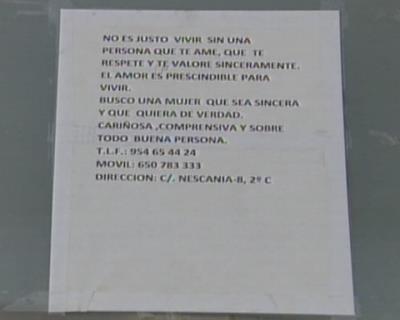 NO ES JUSTO VIVIR SIN UNA
PERSONA QUE TE AME, QUE TE
RESPETE Y TE VALORE SINCERAMENTE.
EL AMOR ES PRESCINDIBLE PARA
VIVIR.
BUSCO UNA MUJER QUE SEA SINCERA
Y QUE QUIERA DE VERDAD.
CARIÑOSA ,COMPRENSIVA Y SOBRE
TODO BUENA PERSONA.
T.L.F.: 954 65 44 24
MOVIL: 650 783 333
DIRECCION: C/. NESCANIA-8, 2º C